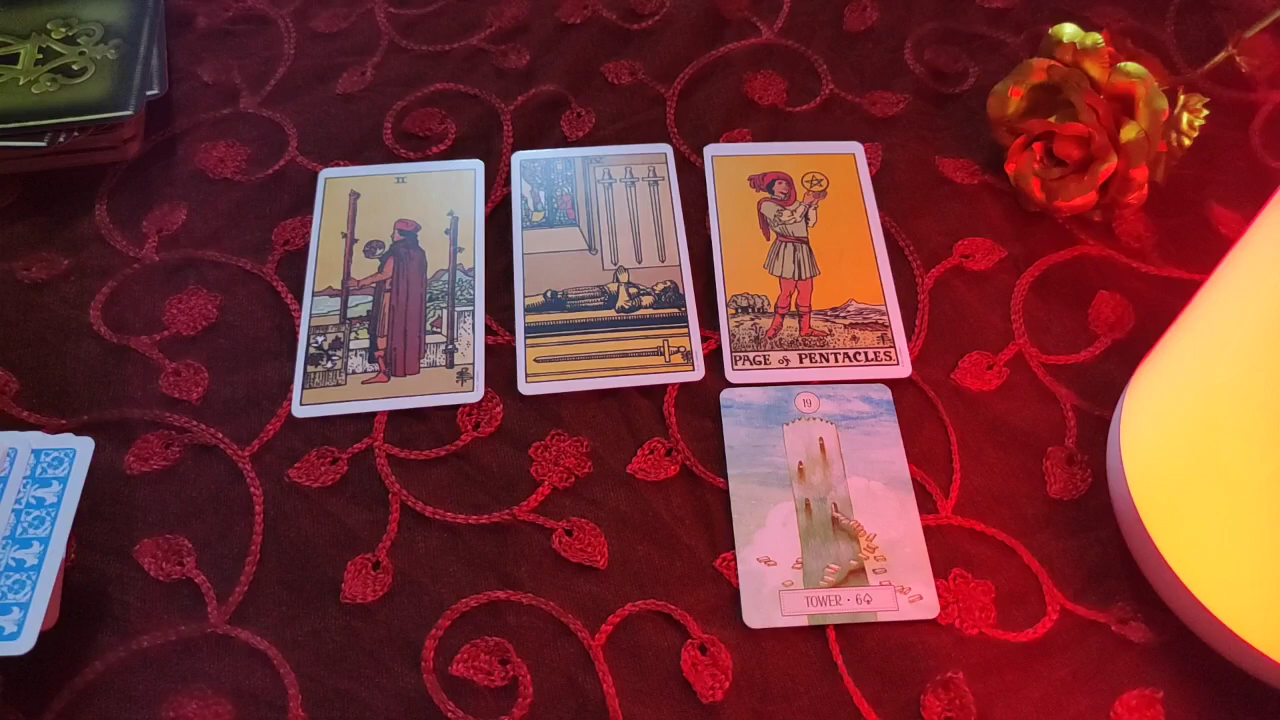 II
PAGE of PENTACLES.
19
TOWER · 6♤